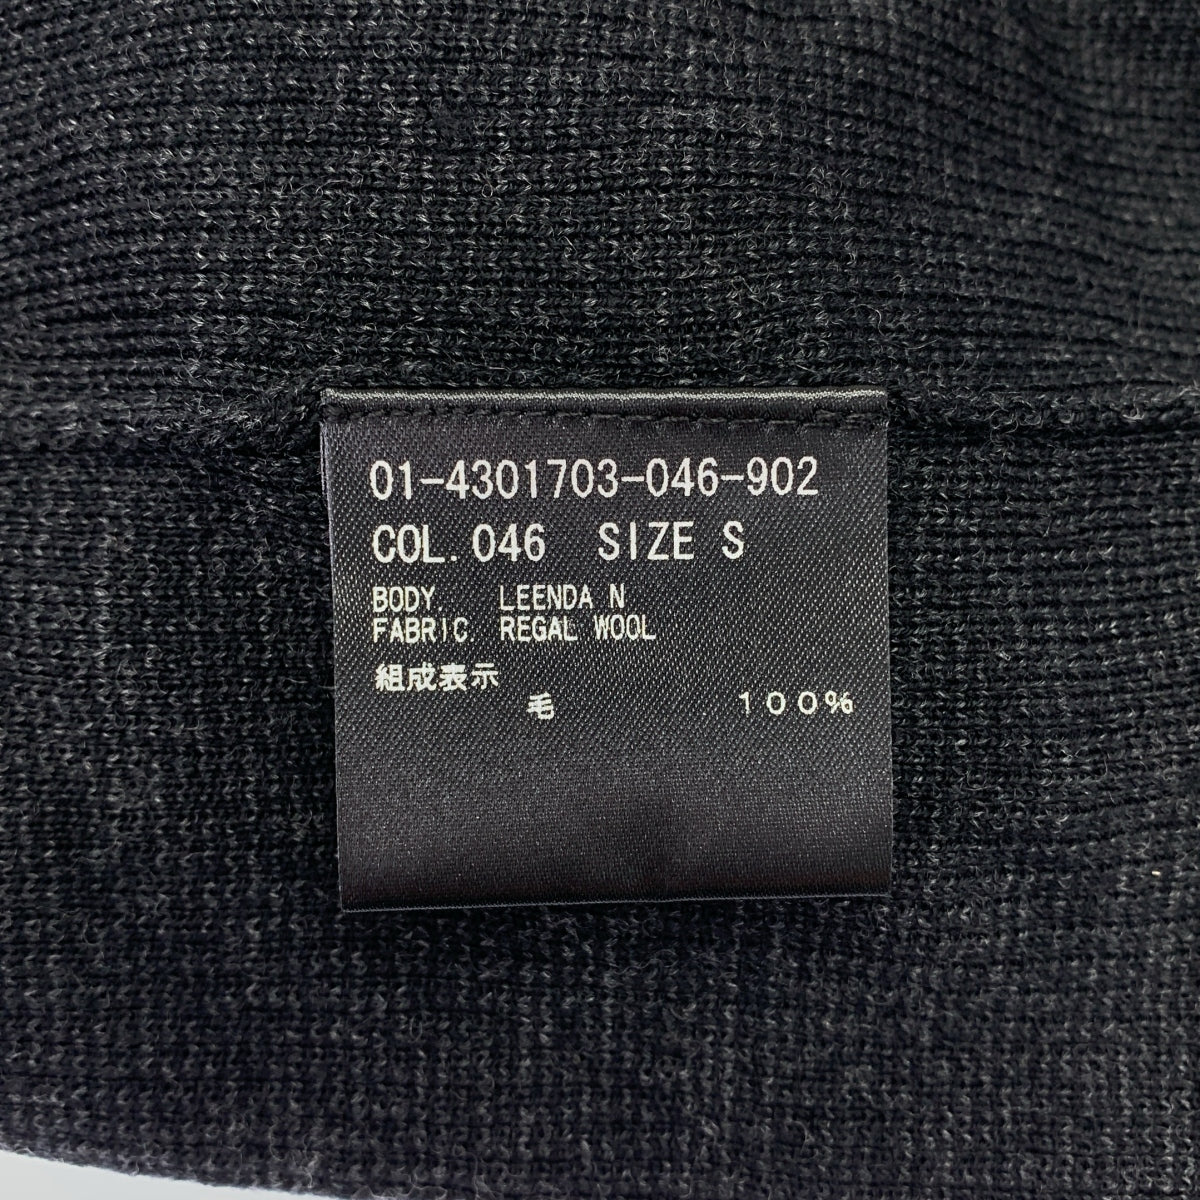 01-4301703-046-902
COL. 046 SIZE S
BODY. LEENDA N
FABRIC REGAL WOOL
組成表示
毛 100%